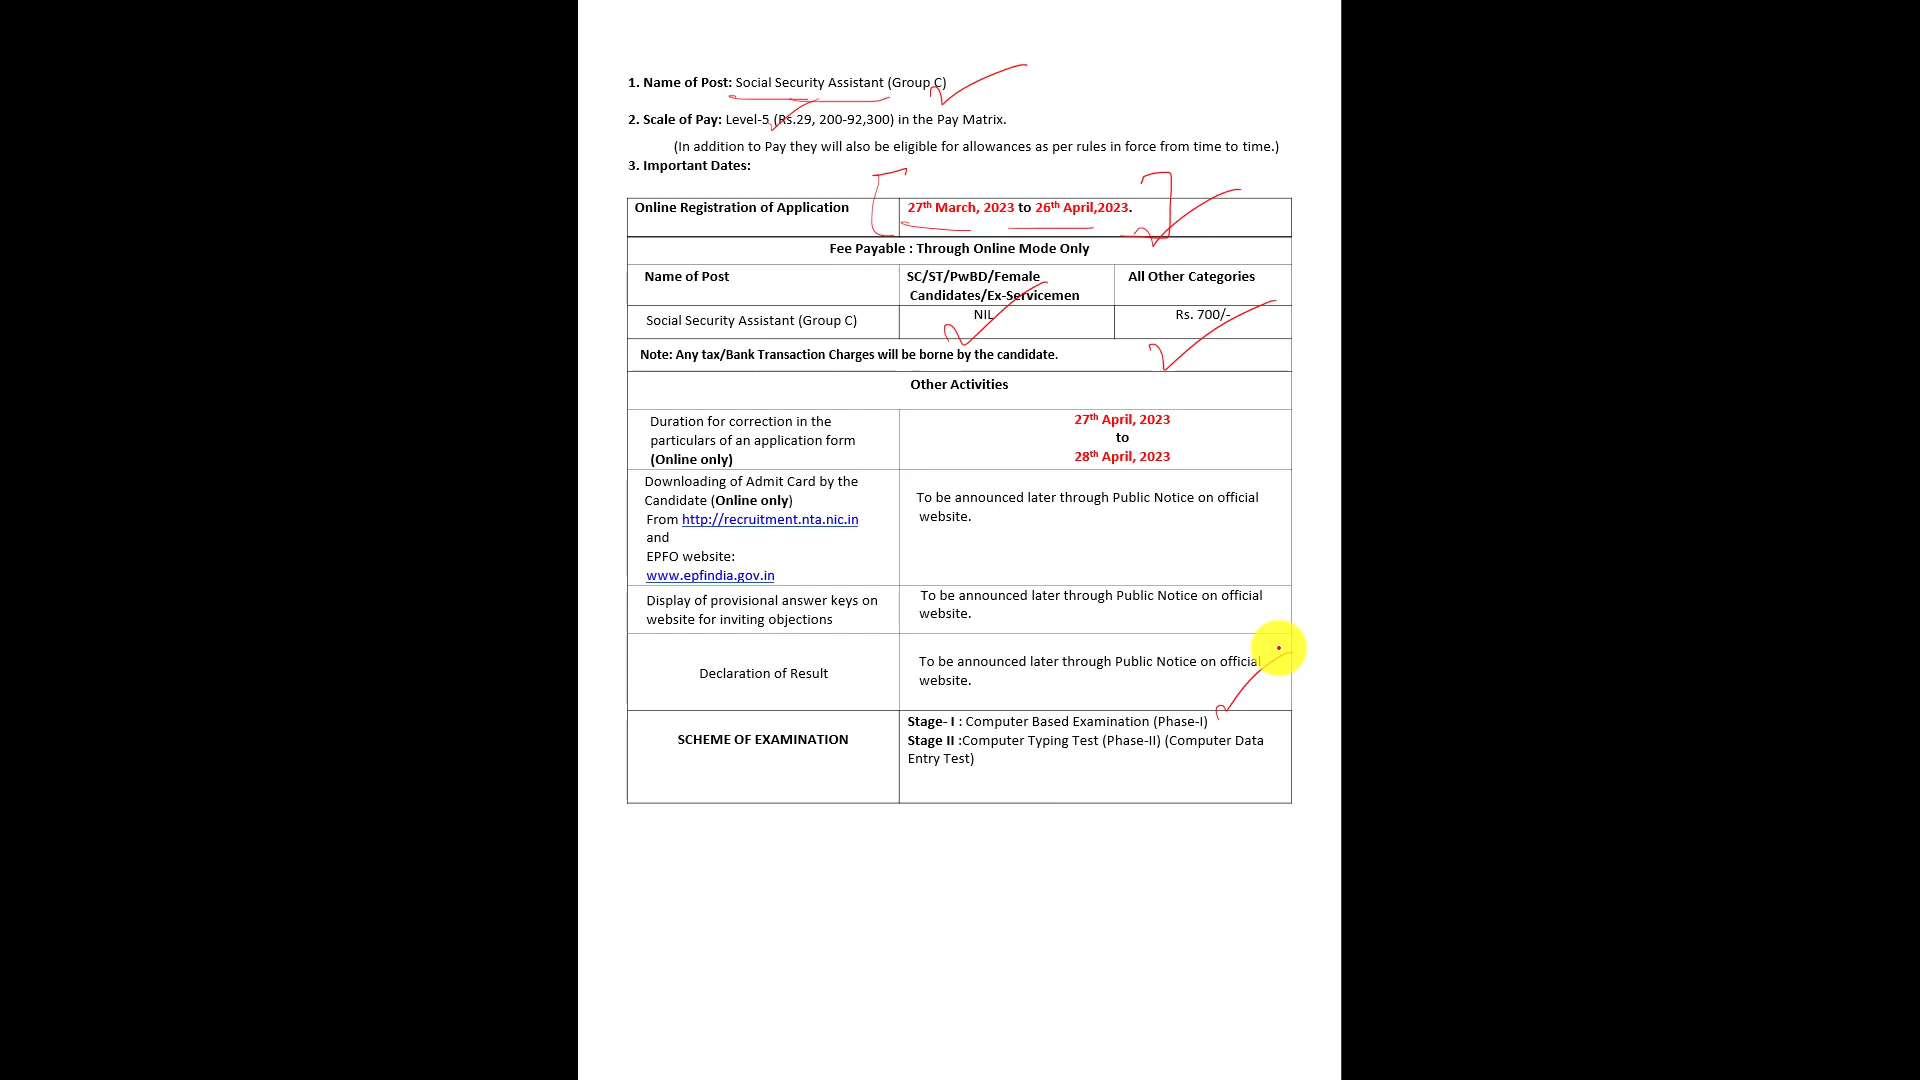 1. Name of Post: Social Security Assistant (Group C)
2. Scale of Pay: Level-5 (Rs.29, 200-92,300) in the Pay Matrix.
(In addition to Pay they will also be eligible for allowances as per rules in force from time to time.)
3. Important Dates:
Online Registration of Application
27th March, 2023 to 26th April,2023.
Fee Payable : Through Online Mode Only
Name of Post
SC/ST/PwBD/Female
Candidates/Ex-Servicemen
All Other Categories
Social Security Assistant (Group C)
NIL
Rs. 700/-
Note: Any tax/Bank Transaction Charges will be borne by the candidate.
Other Activities
Duration for correction in the
particulars of an application form
(Online only)
27th April, 2023
to
28th April, 2023
Downloading of Admit Card by the
Candidate (Online only)
From http://recruitment.nta.nic.in
and
EPFO website:
www.epfindia.gov.in
To be announced later through Public Notice on official
website.
Display of provisional answer keys on
website for inviting objections
To be announced later through Public Notice on official
website.
Declaration of Result
To be announced later through Public Notice on official
website.
SCHEME OF EXAMINATION
Stage- I : Computer Based Examination (Phase-I)
Stage II :Computer Typing Test (Phase-II) (Computer Data
Entry Test)